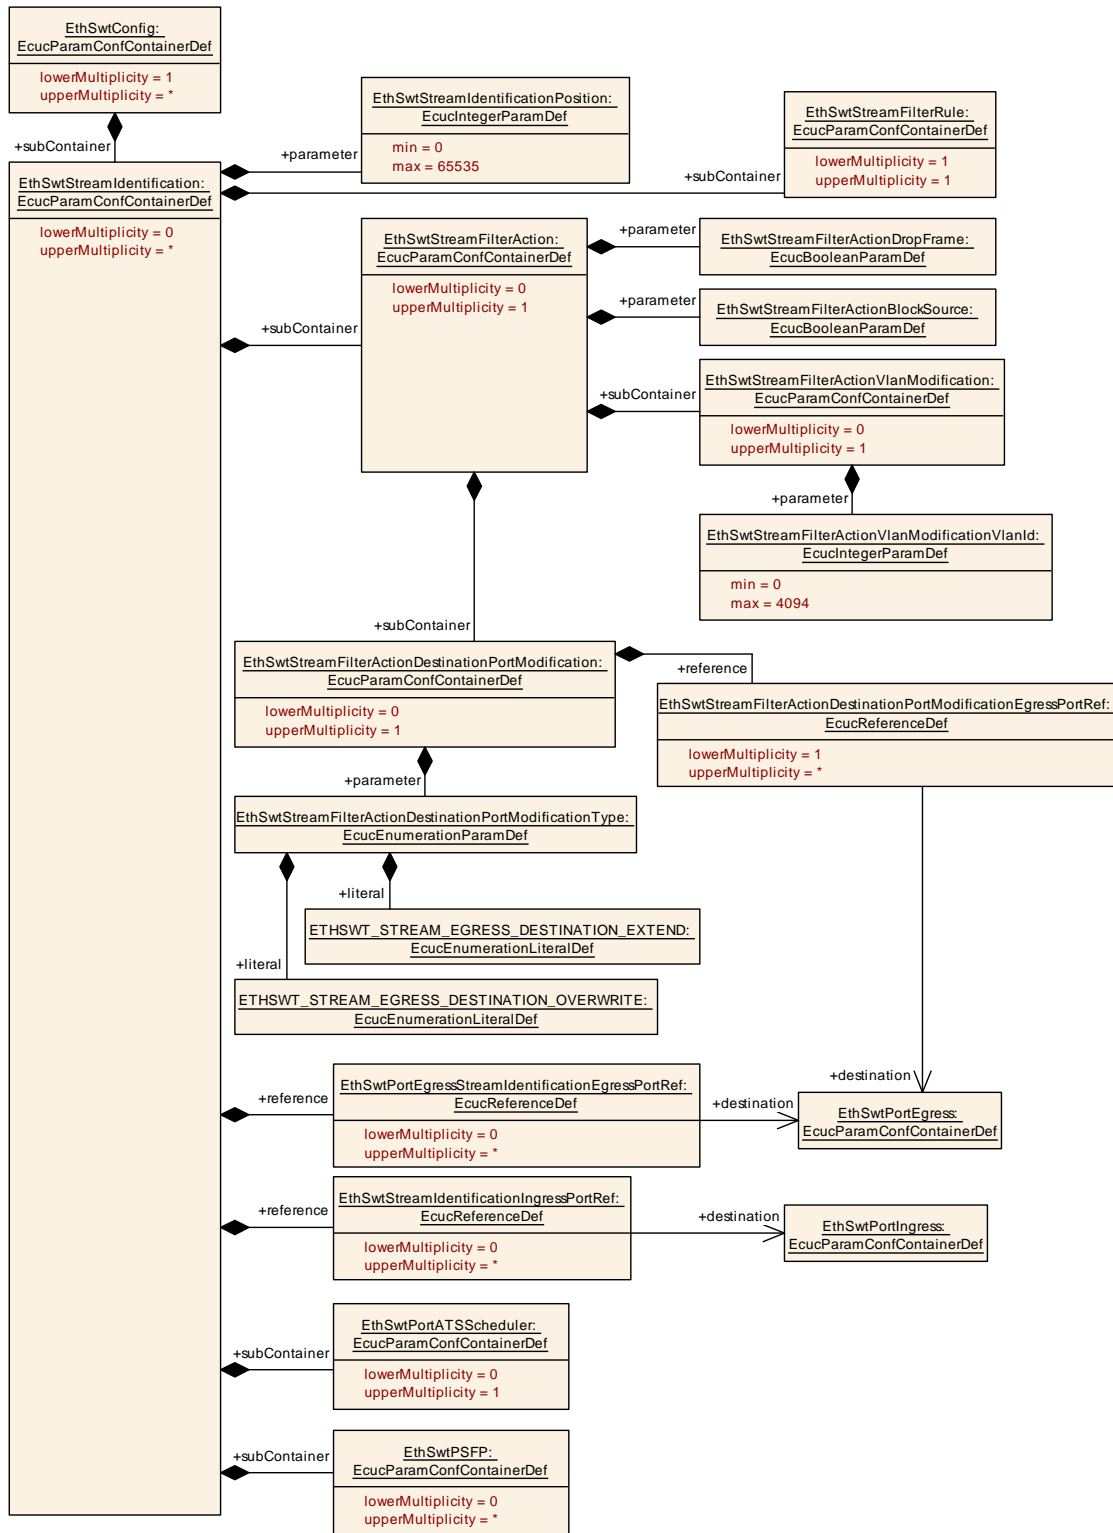 EthSwtConfig:
EcucParamConfContainerDef
lowerMultiplicity = 1
upperMultiplicity = *
+subContainer
EthSwtStreamIdentification:
EcucParamConfContainerDef
lowerMultiplicity = 0
upperMultiplicity = *
+parameter
EthSwtStreamIdentificationPosition:
EcucIntegerParamDef
min = 0
max = 65535
+subContainer
EthSwtStreamFilterRule:
EcucParamConfContainerDef
lowerMultiplicity = 1
upperMultiplicity = 1
+subContainer
EthSwtStreamFilterAction:
EcucParamConfContainerDef
lowerMultiplicity = 0
upperMultiplicity = 1
+parameter
EthSwtStreamFilterActionDropFrame:
EcucBooleanParamDef
+parameter
EthSwtStreamFilterActionBlockSource:
EcucBooleanParamDef
+subContainer
EthSwtStreamFilterActionVlanModification:
EcucParamConfContainerDef
lowerMultiplicity = 0
upperMultiplicity = 1
+parameter
EthSwtStreamFilterActionVlanModificationVlanId:
EcucIntegerParamDef
min = 0
max = 4094
+subContainer
EthSwtStreamFilterActionDestinationPortModification:
EcucParamConfContainerDef
lowerMultiplicity = 0
upperMultiplicity = 1
+reference
EthSwtStreamFilterActionDestinationPortModificationEgressPortRef:
EcucReferenceDef
lowerMultiplicity = 1
upperMultiplicity = *
+parameter
EthSwtStreamFilterActionDestinationPortModificationType:
EcucEnumerationParamDef
+literal
ETHSWT_STREAM_EGRESS_DESTINATION_EXTEND:
EcucEnumerationLiteralDef
+literal
ETHSWT_STREAM_EGRESS_DESTINATION_OVERWRITE:
EcucEnumerationLiteralDef
+destination
+reference
EthSwtPortEgressStreamIdentificationEgressPortRef:
EcucReferenceDef
lowerMultiplicity = 0
upperMultiplicity = *
+destination
EthSwtPortEgress:
EcucParamConfContainerDef
+reference
EthSwtStreamIdentificationIngressPortRef:
EcucReferenceDef
lowerMultiplicity = 0
upperMultiplicity = *
+destination
EthSwtPortIngress:
EcucParamConfContainerDef
+subContainer
EthSwtPortATSScheduler:
EcucParamConfContainerDef
lowerMultiplicity = 0
upperMultiplicity = 1
+subContainer
EthSwtPSFP:
EcucParamConfContainerDef
lowerMultiplicity = 0
upperMultiplicity = *